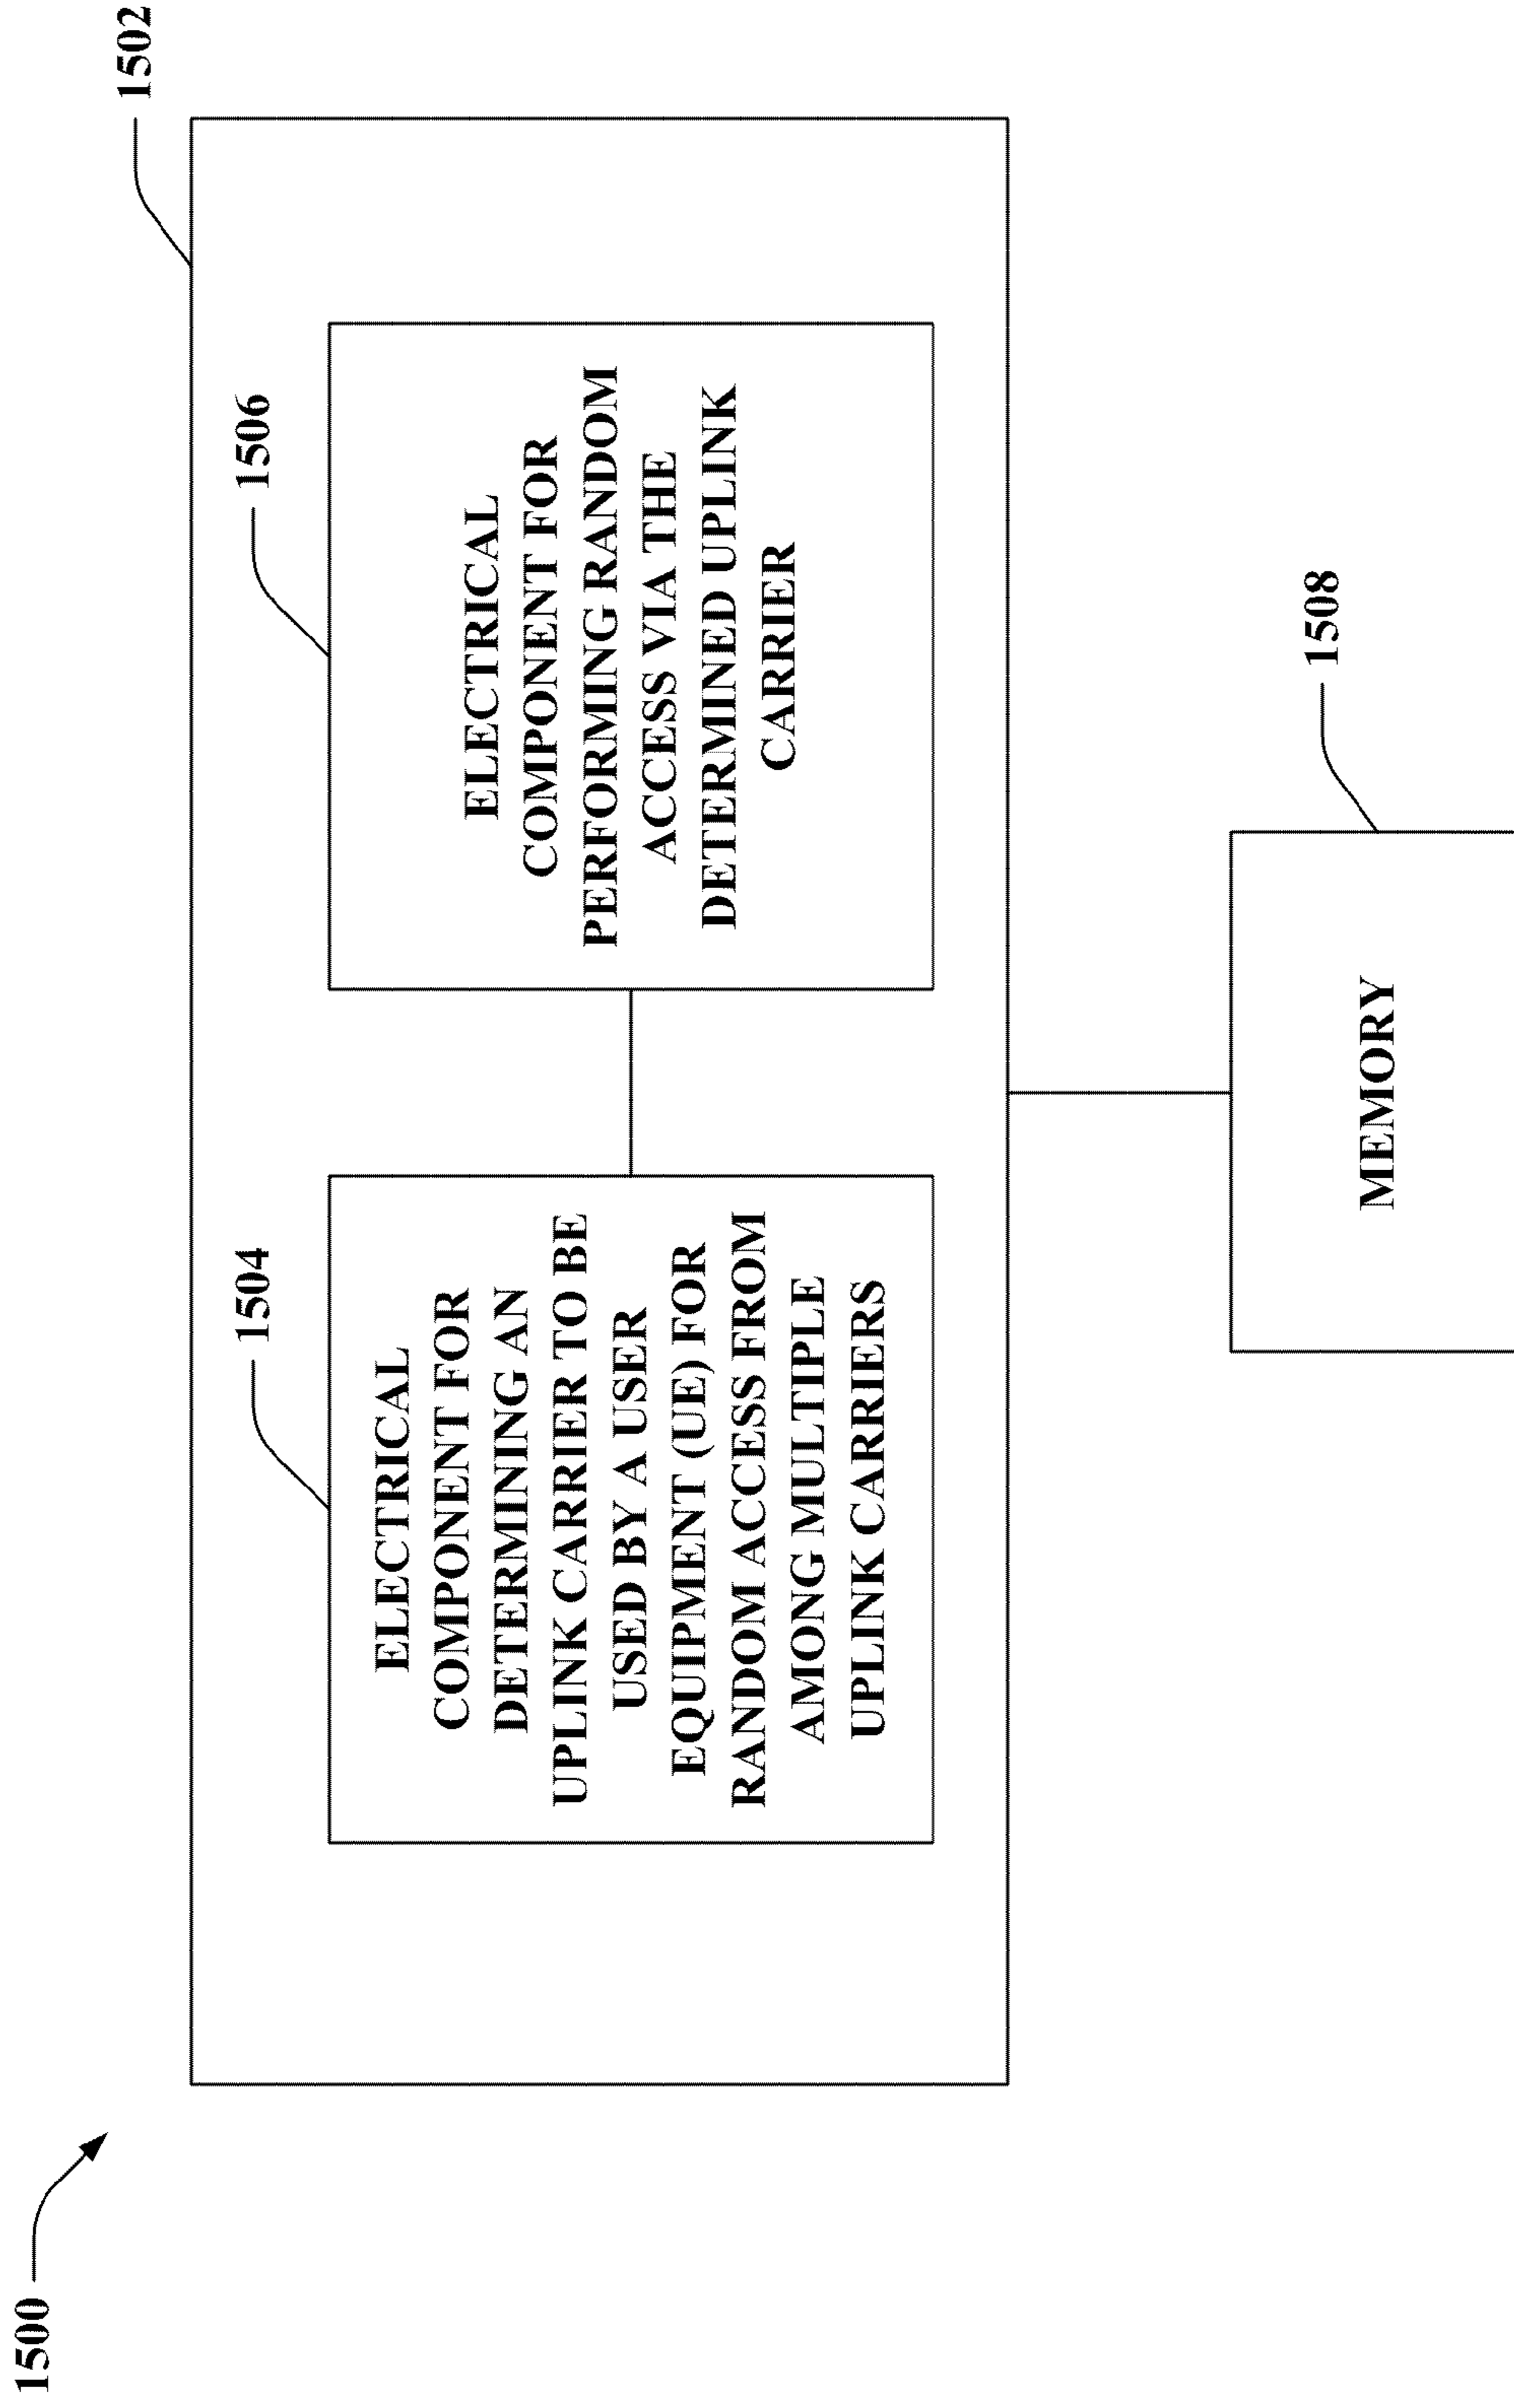 1500
1502
1504
ELECTRICAL
COMPONENT FOR
DETERMINING AN
UPLINK CARRIER TO BE
USED BY A USER
EQUIPMENT (UE) FOR
RANDOM ACCESS FROM
AMONG MULTIPLE
UPLINK CARRIERS
1506
ELECTRICAL
COMPONENT FOR
PERFORMING RANDOM
ACCESS VIA THE
DETERMINED UPLINK
CARRIER
1508
MEMORY